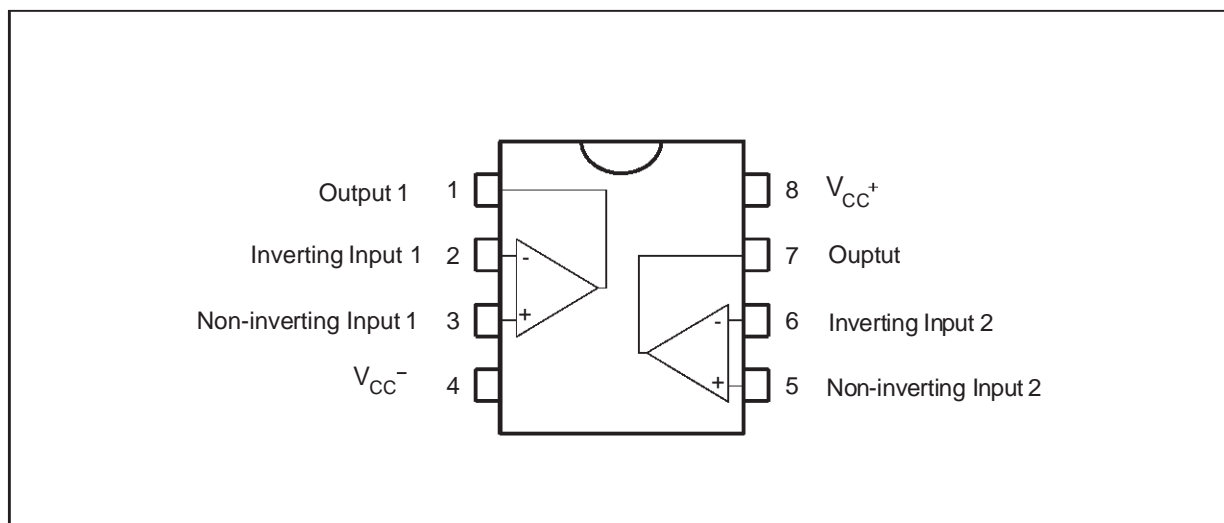 Output 1 1
Inverting Input 1 2
Non-inverting Input 1 3
VCC− 4
-
+
8 VCC+
7 Ouptut
6 Inverting Input 2
5 Non-inverting Input 2
-
+